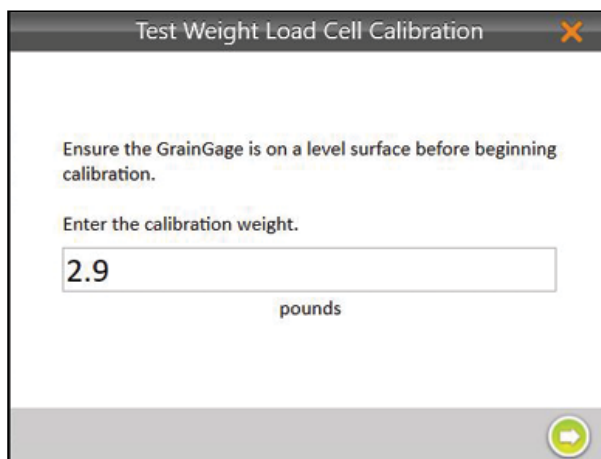 Test Weight Load Cell Calibration
Ensure the GrainGage is on a level surface before beginning
calibration.
Enter the calibration weight.
2.9
pounds